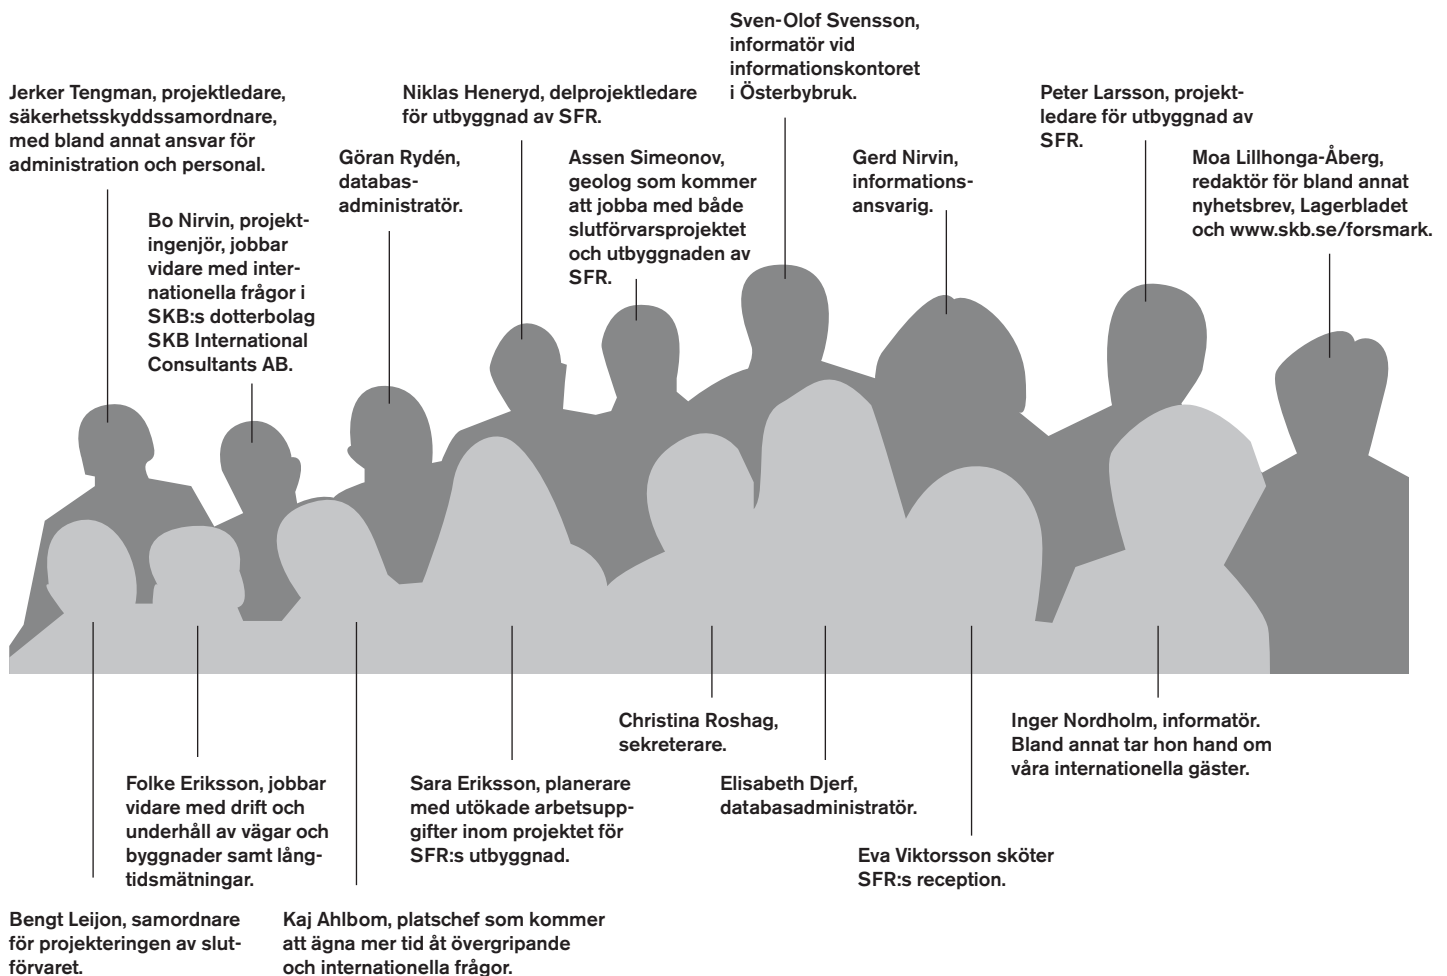 Sven-Olof Svensson,
informatör vid
informationskontoret
i Österbybruk.
Jerker Tengman, projektledare,
säkerhetsskyddssamordnare,
med bland annat ansvar för
administration och personal.
Niklas Heneryd, delprojektledare
för utbyggnad av SFR.
Peter Larsson, projekt-
ledare för utbyggnad av
SFR.
Göran Rydén,
databas-
administratör.
Assen Simeonov,
geolog som kommer
att jobba med både
slutförvarsprojektet
och utbyggnaden av
SFR.
Gerd Nirvin,
informations-
ansvarig.
Moa Lillhonga-Åberg,
redaktör för bland annat
nyhetsbrev, Lagerbladet
och www.skb.se/forsmark.
Bo Nirvin, projekt-
ingenjör, jobbar
vidare med inter-
nationella frågor i
SKB:s dotterbolag
SKB International
Consultants AB.
Christina Roshag,
sekreterare.
Inger Nordholm, informatör.
Bland annat tar hon hand om
våra internationella gäster.
Folke Eriksson, jobbar
vidare med drift och
underhåll av vägar och
byggnader samt lång-
tidsmätningar.
Sara Eriksson, planerare
med utökade arbetsupp-
gifter inom projektet för
SFR:s utbyggnad.
Elisabeth Djerf,
databasadministratör.
Eva Viktorsson sköter
SFR:s reception.
Bengt Leijon, samordnare
för projekteringen av slut-
förvaret.
Kaj Ahlbom, platschef som kommer
att ägna mer tid åt övergripande
och internationella frågor.